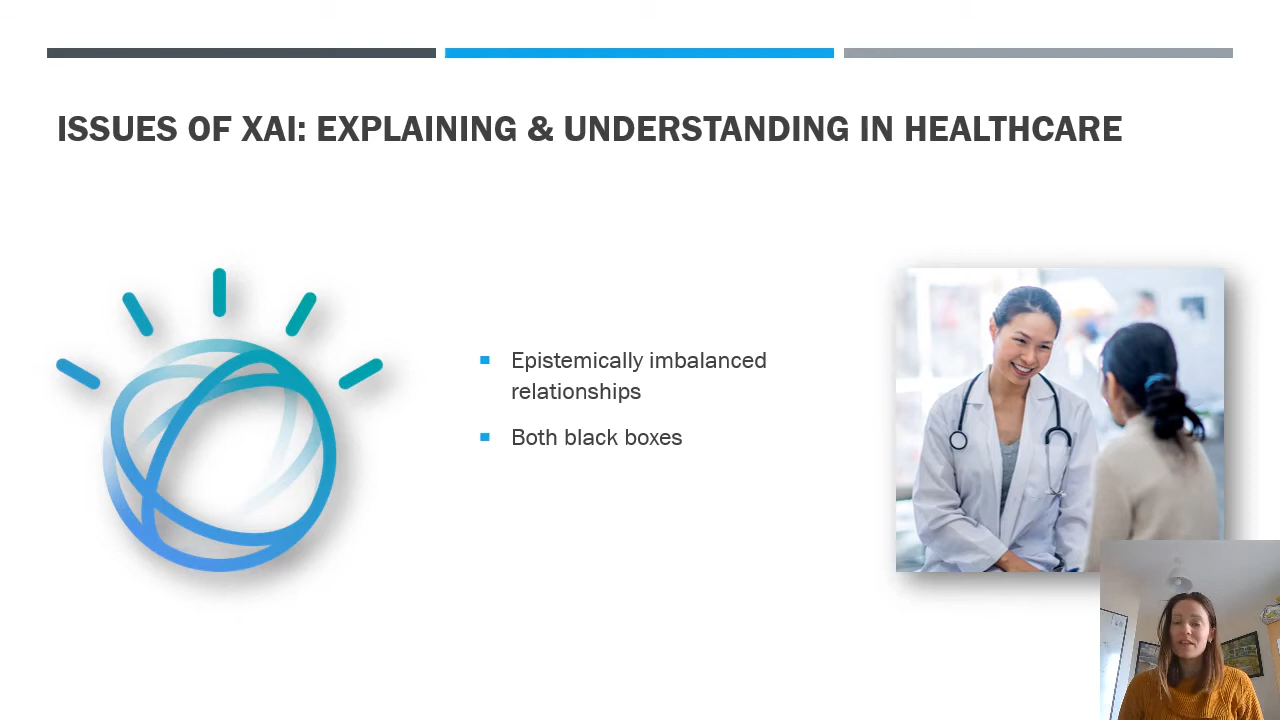 ISSUES OF XAI: EXPLAINING & UNDERSTANDING IN HEALTHCARE
Epistemically imbalanced
relationships
Both black boxes